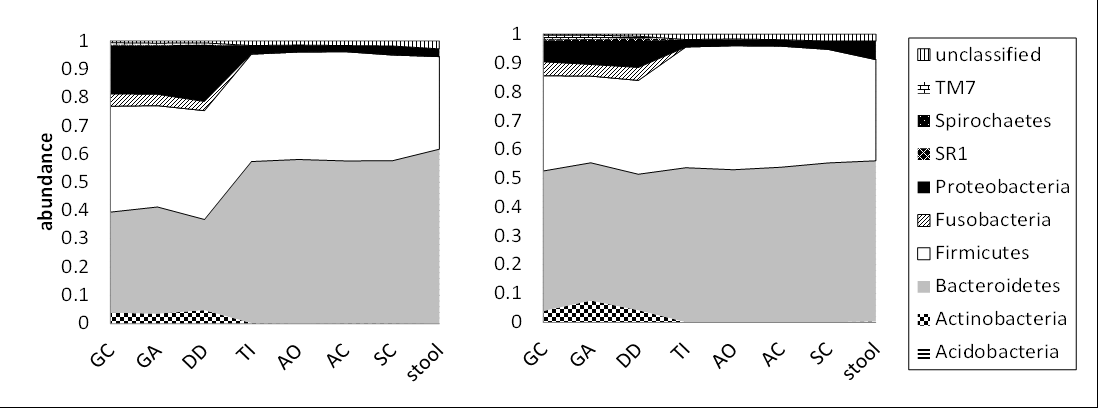 abundance
1
0.9
0.8
0.7
0.6
0.5
0.4
0.3
0.2
0.1
0
GC
GA
DD
TI
AO
AC
SC
stool
1
0.9
0.8
0.7
0.6
0.5
0.4
0.3
0.2
0.1
0
GC
GA
DD
TI
AO
AC
SC
stool
unclassified
TM7
Spirochaetes
SR1
Proteobacteria
Fusobacteria
Firmicutes
Bacteroidetes
Actinobacteria
Acidobacteria